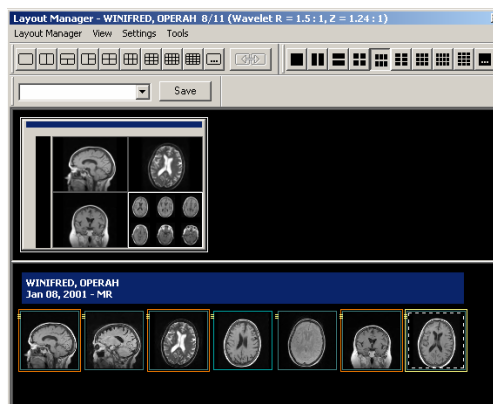 Layout Manager - WINIFRED, OPERAH 8/11 (Wavelet R = 1.5 : 1, Z = 1.24 : 1)
Layout Manager View Settings Tools
Save
WINIFRED, OPERAH
Jan 08, 2001 - MR